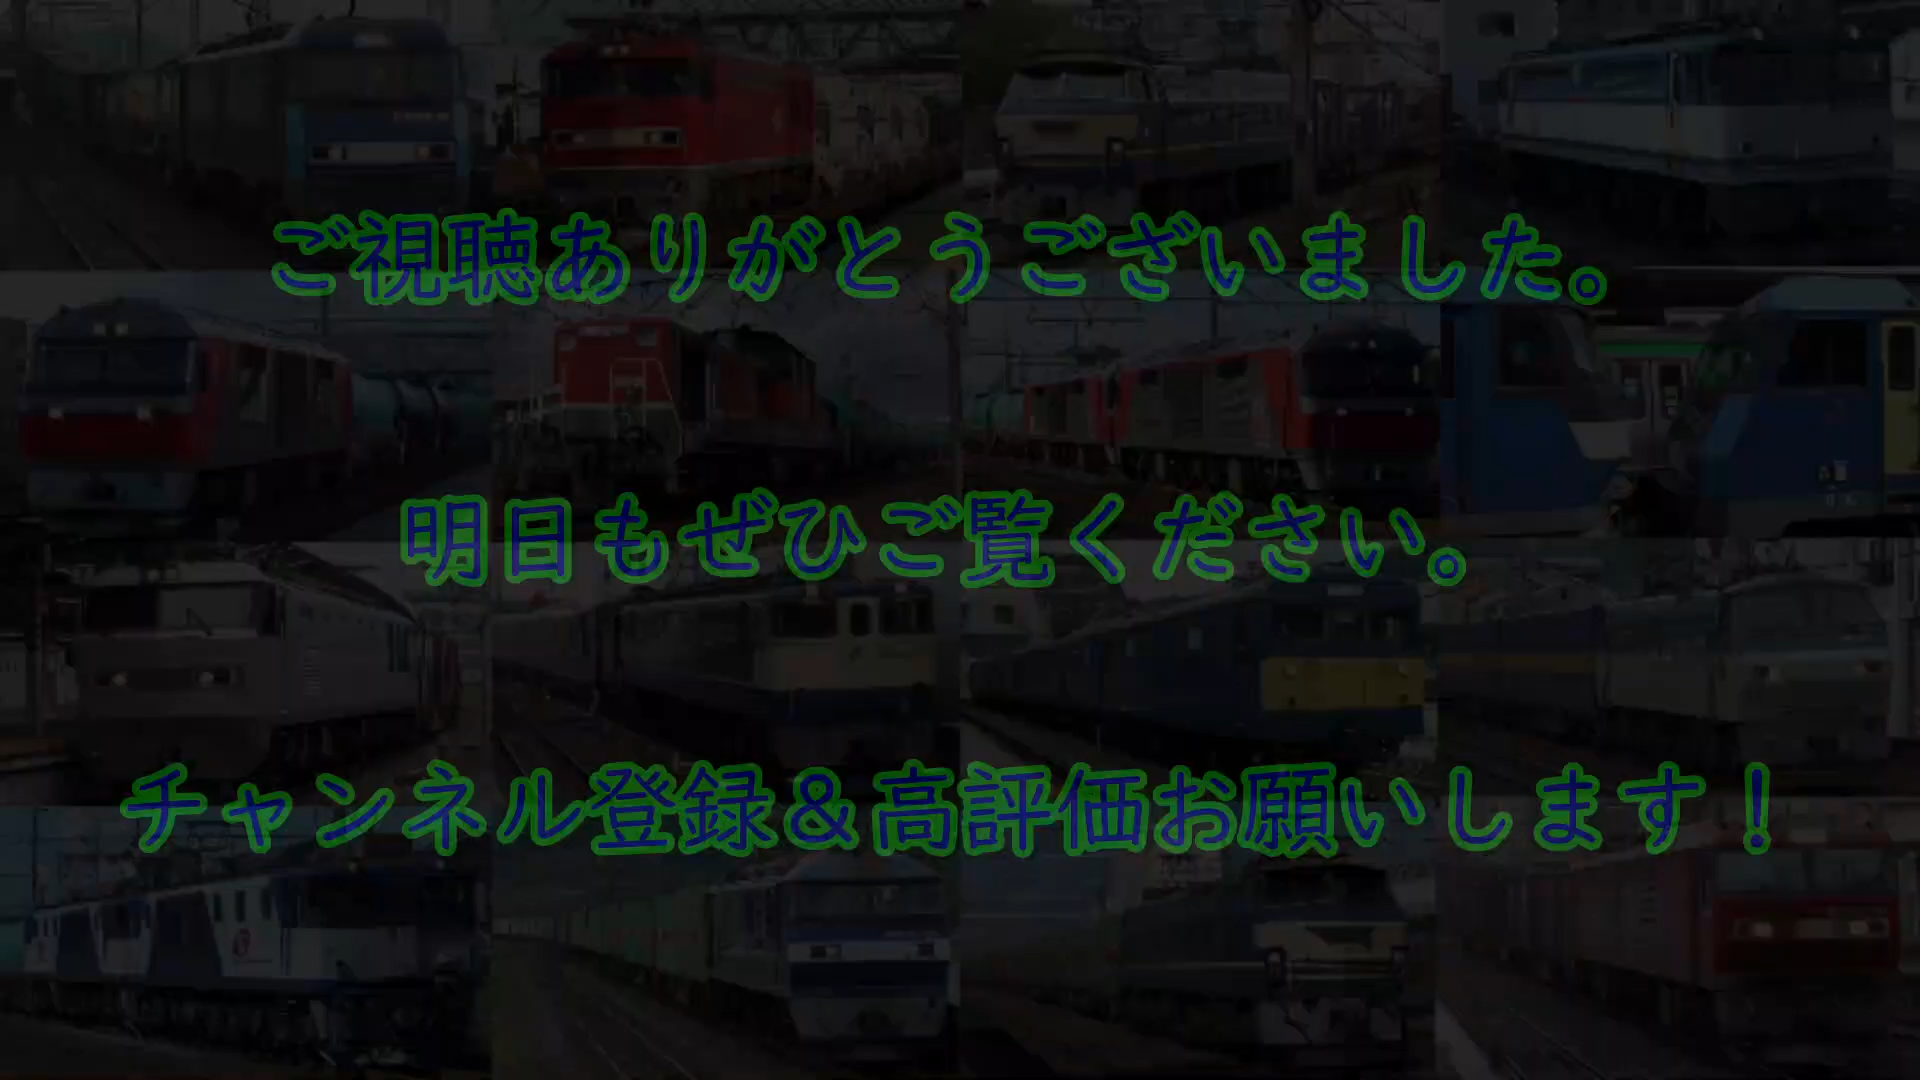 ご視聴ありがとうございました。
明日もぜひご覧ください。
チャンネル登録＆高評価お願いします！